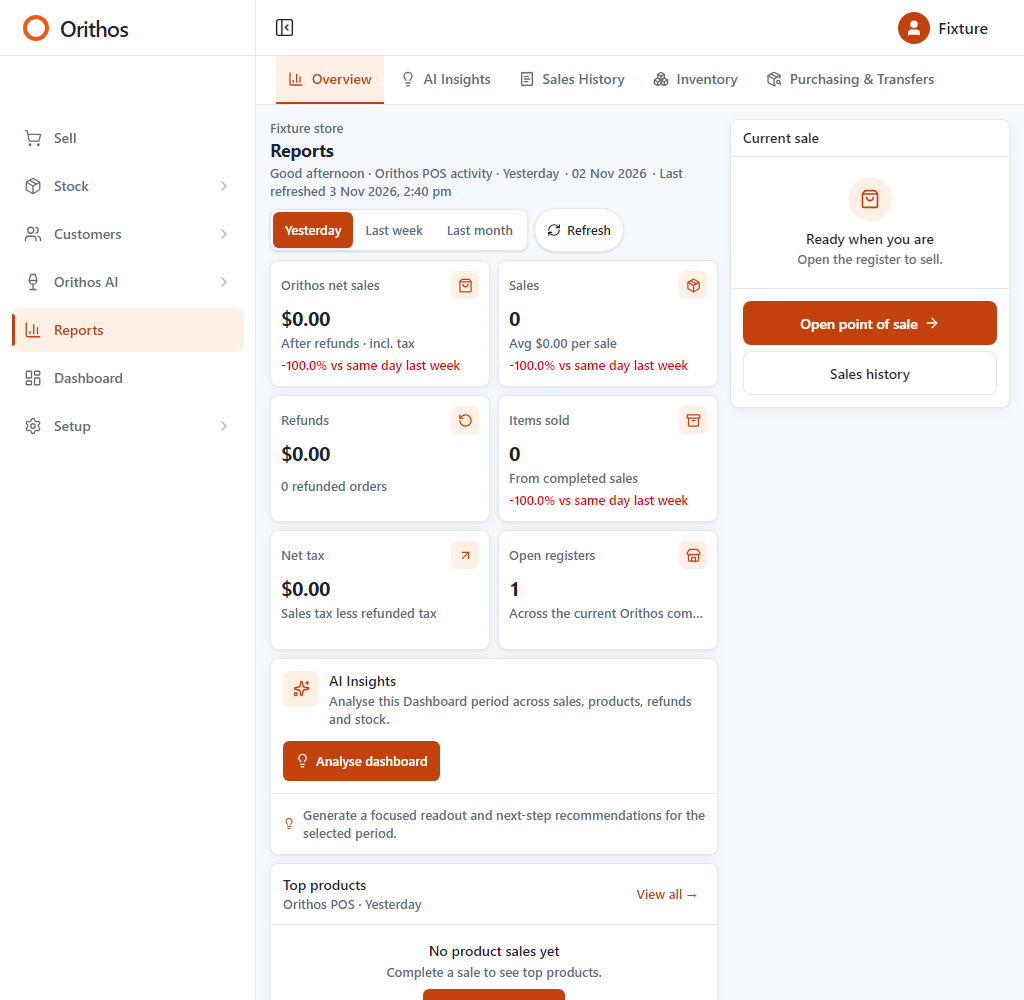 Orithos
Fixture
Sell
Stock
Customers
Orithos AI
Reports
Dashboard
Setup
Overview
AI Insights
Sales History
Inventory
Purchasing & Transfers
Fixture store
Reports
Good afternoon · Orithos POS activity · Yesterday · 02 Nov 2026 · Last
refreshed 3 Nov 2026, 2:40 pm
Yesterday
Last week
Last month
Refresh
Orithos net sales
$0.00
After refunds · incl. tax
-100.0% vs same day last week
Sales
0
Avg $0.00 per sale
-100.0% vs same day last week
Refunds
$0.00
0 refunded orders
Items sold
0
From completed sales
-100.0% vs same day last week
Net tax
$0.00
Sales tax less refunded tax
Open registers
1
Across the current Orithos com...
AI Insights
Analyse this Dashboard period across sales, products, refunds
and stock.
Analyse dashboard
Generate a focused readout and next-step recommendations for the
selected period.
Top products
Orithos POS · Yesterday
View all →
No product sales yet
Complete a sale to see top products.
Current sale
Ready when you are
Open the register to sell.
Open point of sale →
Sales history